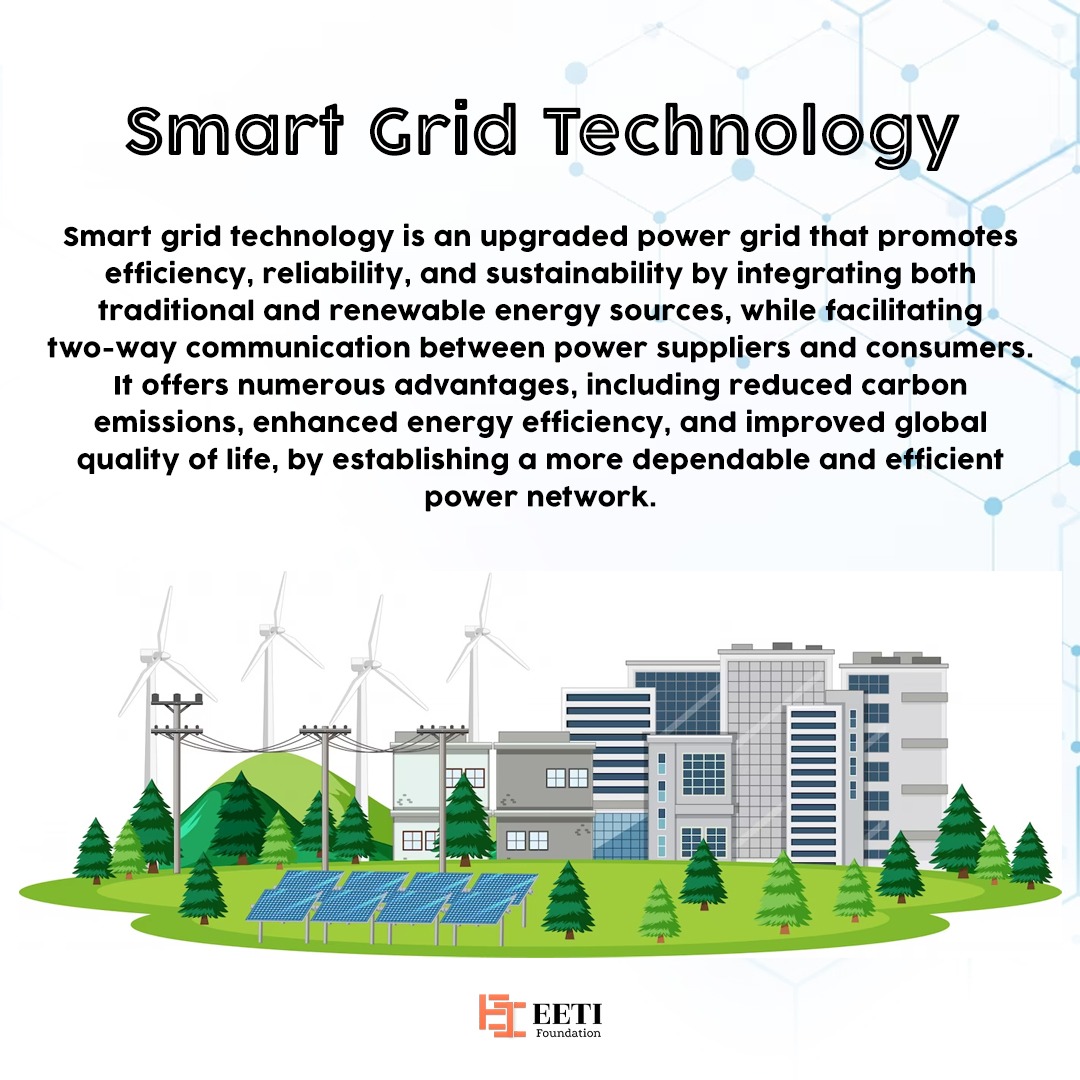 Smart Grid Technology
Smart grid technology is an upgraded power grid that promotes
efficiency, reliability, and sustainability by integrating both
traditional and renewable energy sources, while facilitating
two-way communication between power suppliers and consumers.
It offers numerous advantages, including reduced carbon
emissions, enhanced energy efficiency, and improved global
quality of life, by establishing a more dependable and efficient
power network.
EETI
Foundation